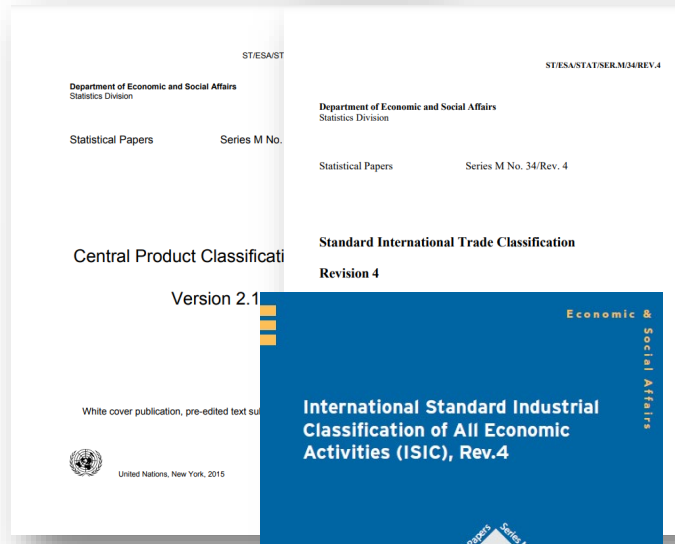 ST/ESA/ST
Department of Economic and Social Affairs
Statistics Division
Statistical Papers Series M No.
Central Product Classificati
Version 2.1
White cover publication, pre-edited text su
United Nations, New York, 2015
ST/ESA/STAT/SER.M/34/REV.4
Department of Economic and Social Affairs
Statistics Division
Statistical Papers Series M No. 34/Rev. 4
Standard International Trade Classification
Revision 4
Economic &
Social Affairs
International Standard Industrial
Classification of All Economic
Activities (ISIC), Rev.4
Papers
Series